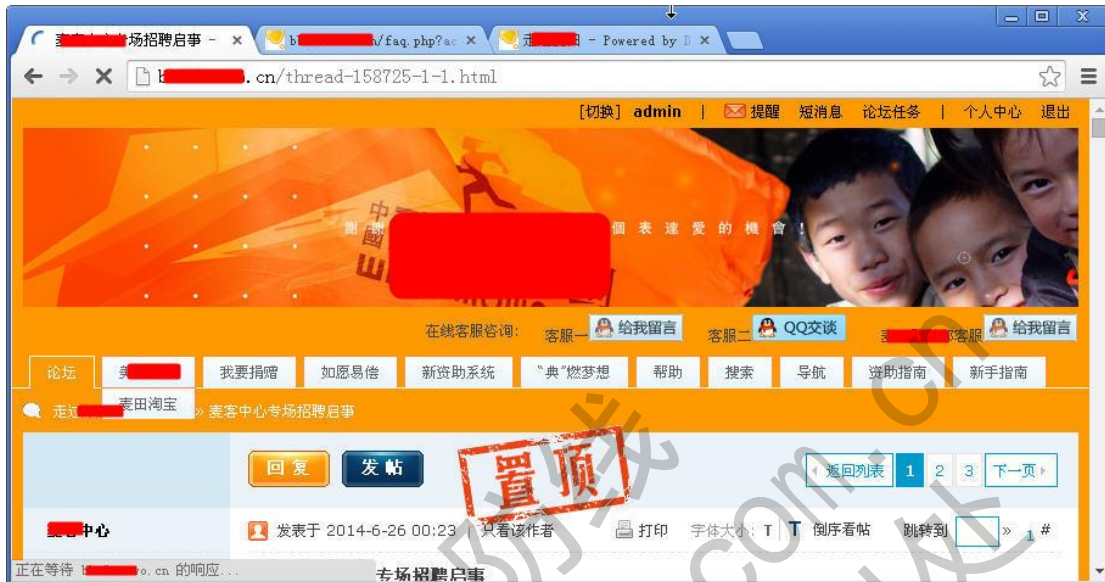 场招聘启事 -
/faq.php?ac
- Powered by D
.cn/thread-158725-1-1.html
[切换] admin | 提醒 短消息 论坛任务 | 个人中心 退出
個表達愛的機會!
在线客服咨询: 客服一 给我留言 客服二 QQ交谈 客服 给我留言
论坛 我要捐赠 如愿易借 新资助系统 “典”燃梦想 帮助 搜索 导航 资助指南 新手指南
麦田淘宝
» 麦客中心专场招聘启事
回复 发帖 置顶 返回列表 1 2 3 下一页
中心
发表于 2014-6-26 00:23 | 只看该作者 打印 字体大小: T T 倒序看帖 跳转到 » 1 #
专场招聘启事
正在等待 o.cn 的响应...